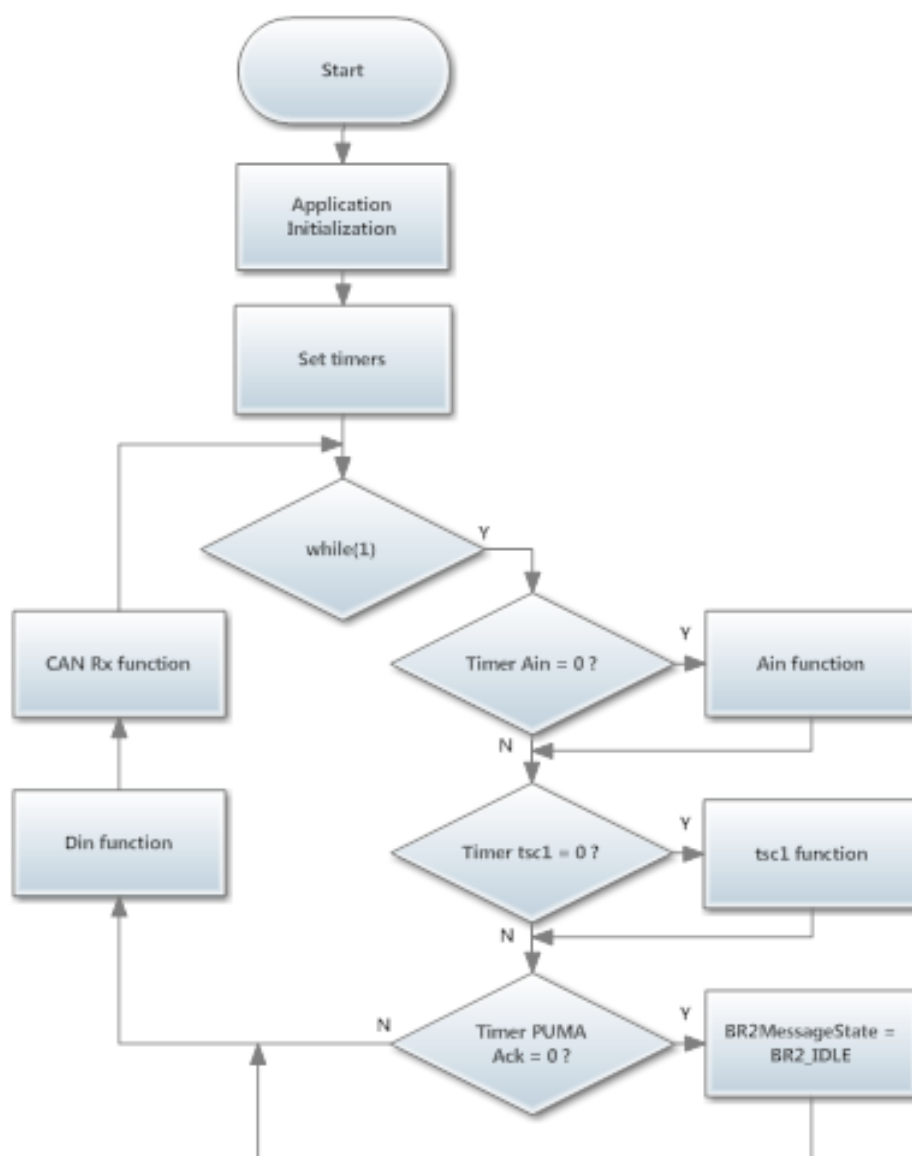 Start
Application
Initialization
Set timers
while(1)
Y
Timer Ain = 0 ?
Y
Ain function
N
CAN Rx function
Timer tsc1 = 0 ?
Y
tsc1 function
N
Din function
Timer PUMA
Ack = 0 ?
Y
BR2MessageState =
BR2_IDLE
N